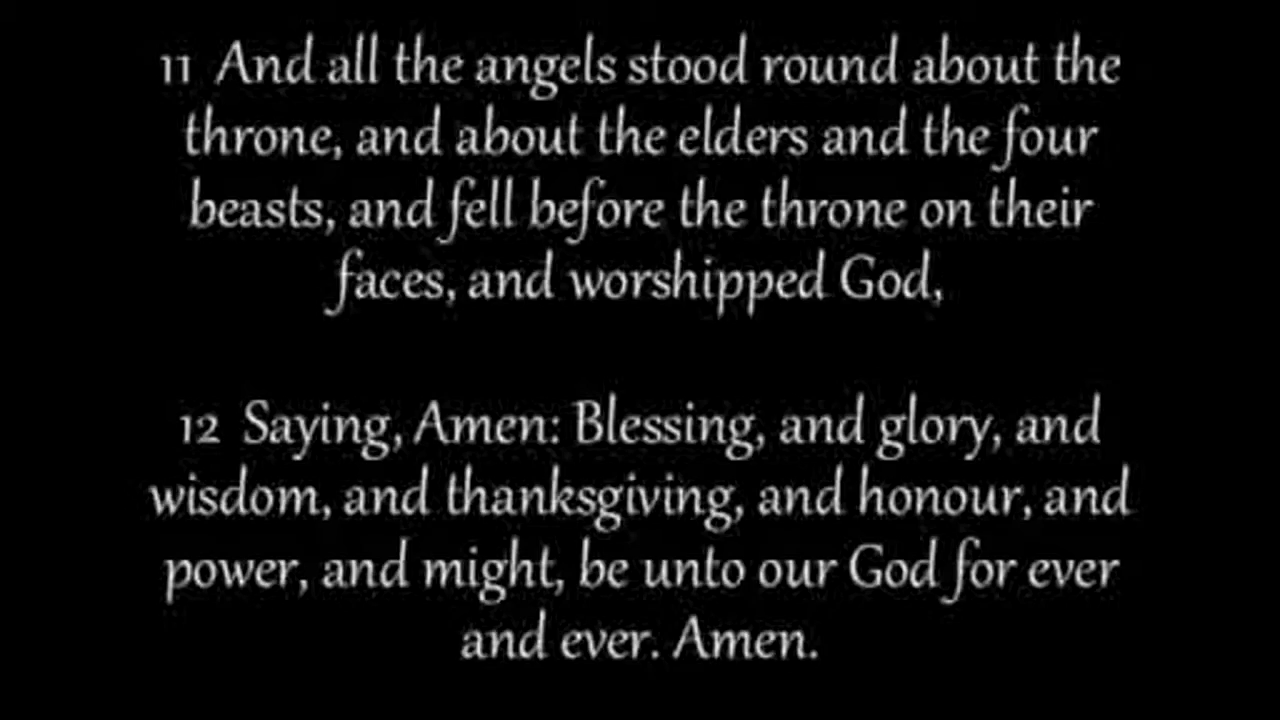 11 And all the angels stood round about the
throne, and about the elders and the four
beasts, and fell before the throne on their
faces, and worshipped God,
12 Saying, Amen: Blessing, and glory, and
wisdom, and thanksgiving, and honour, and
power, and might, be unto our God for ever
and ever. Amen.